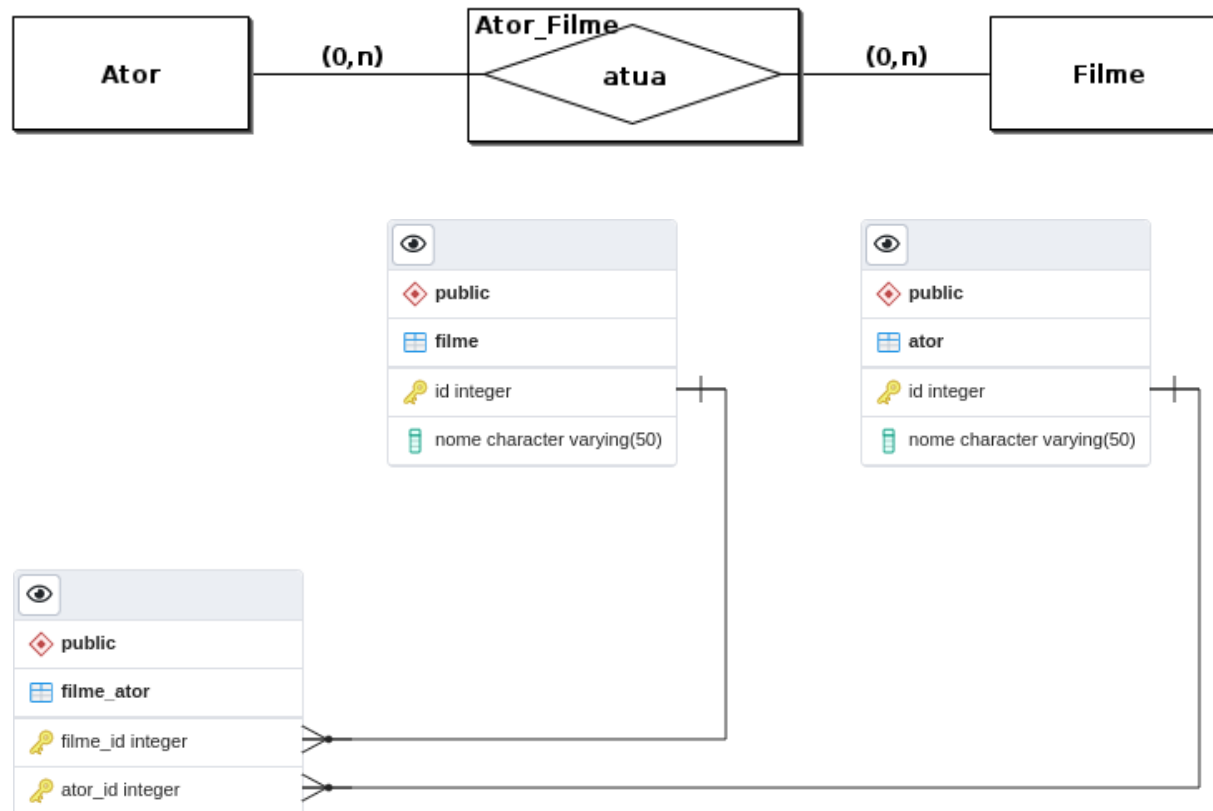 Ator_Filme
Ator
(0,n)
atua
(0,n)
Filme
public
filme
id integer
nome character varying(50)
public
ator
id integer
nome character varying(50)
public
filme_ator
filme_id integer
ator_id integer